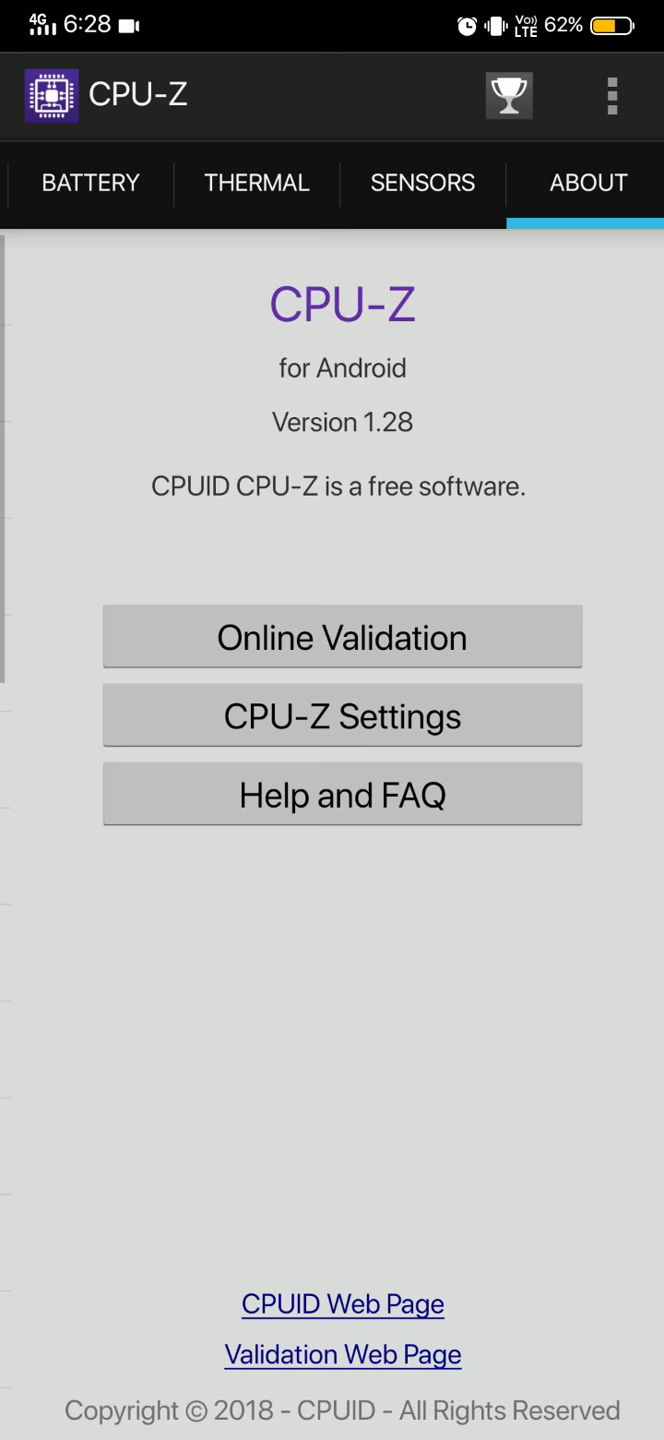 4G 6:28 Vo)) LTE 62%
CPU-Z
BATTERY THERMAL SENSORS ABOUT
CPU-Z
for Android
Version 1.28
CPUID CPU-Z is a free software.
Online Validation
CPU-Z Settings
Help and FAQ
CPUID Web Page
Validation Web Page
Copyright © 2018 - CPUID - All Rights Reserved